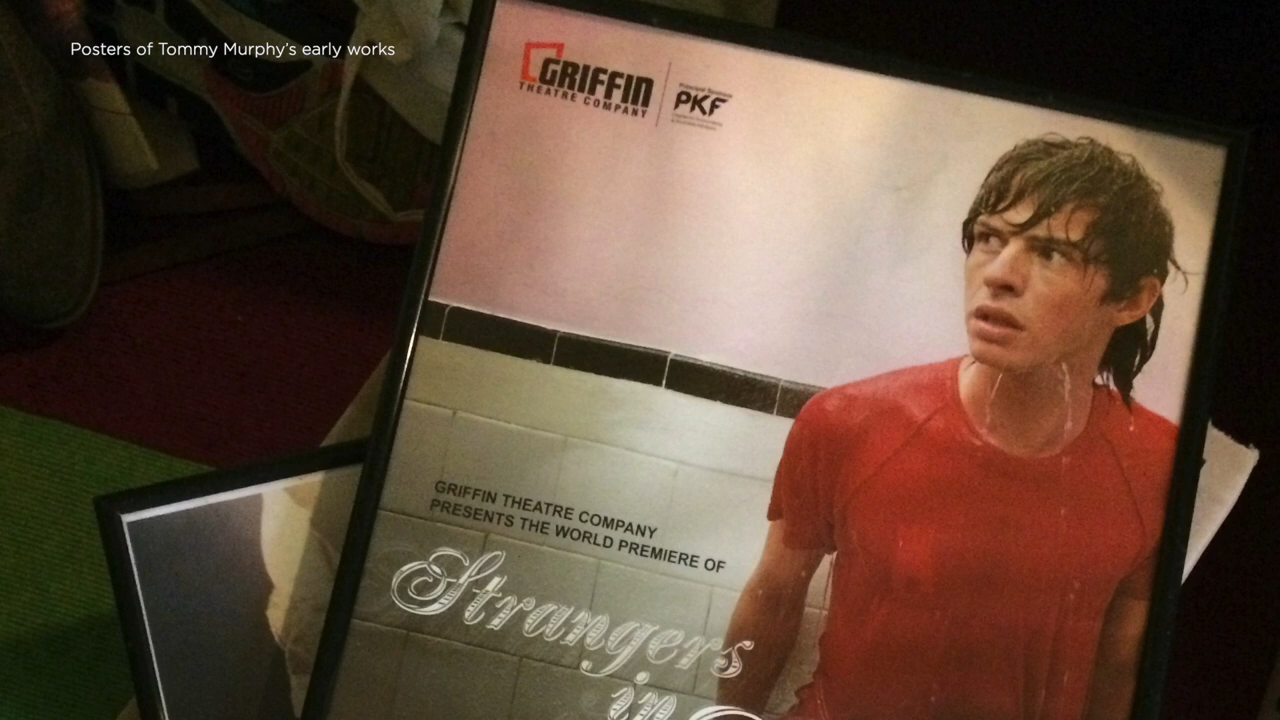 Posters of Tommy Murphy's early works
GRIFFIN
THEATRE COMPANY
PKF
GRIFFIN THEATRE COMPANY
PRESENTS THE WORLD PREMIERE OF
Strangers
in